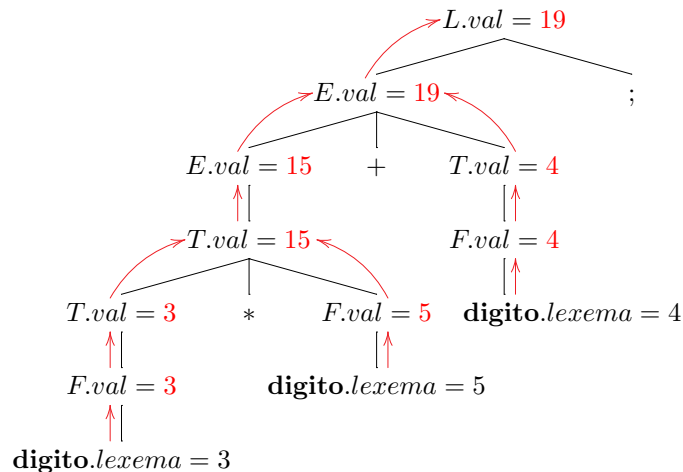 L.val = 19
E.val = 19 ;
E.val = 15 + T.val = 4
T.val = 15 F.val = 4
T.val = 3 * F.val = 5 digito.lexema = 4
F.val = 3 digito.lexema = 5
digito.lexema = 3